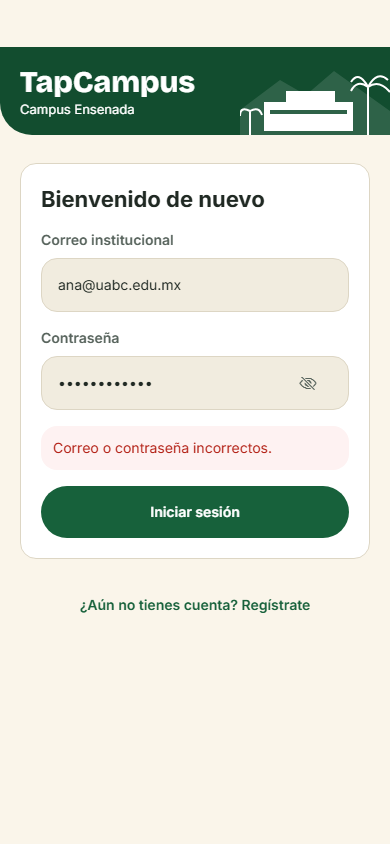 TapCampus
Campus Ensenada
Bienvenido de nuevo
Correo institucional
ana@uabc.edu.mx
Contraseña
••••••••••••
Correo o contraseña incorrectos.
Iniciar sesión
¿Aún no tienes cuenta? Regístrate